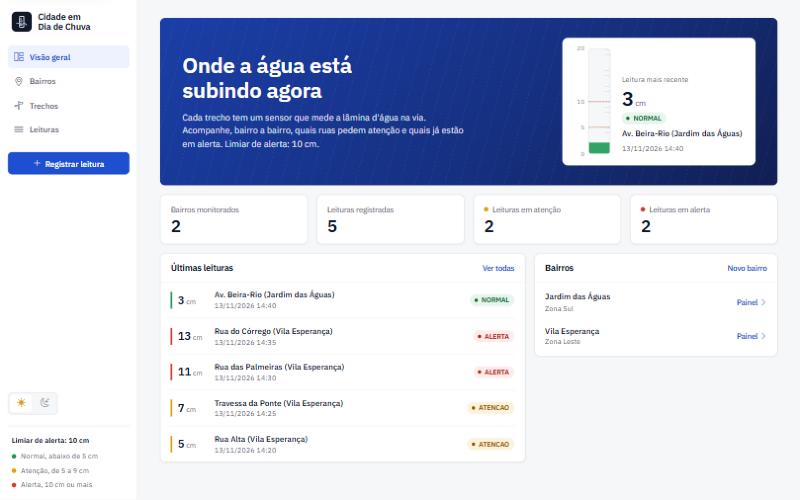 Cidade em
Dia de Chuva
Visão geral
Bairros
Trechos
Leituras
+ Registrar leitura
Limiar de alerta: 10 cm
Normal, abaixo de 5 cm
Atenção, de 5 a 9 cm
Alerta, 10 cm ou mais
Onde a água está
subindo agora
Cada trecho tem um sensor que mede a lâmina d'água na via.
Acompanhe, bairro a bairro, quais ruas pedem atenção e quais já estão
em alerta. Limiar de alerta: 10 cm.
20
10
5
0
Leitura mais recente
3 cm
NORMAL
Av. Beira-Rio (Jardim das Águas)
13/11/2026 14:40
Bairros monitorados
2
Leituras registradas
5
Leituras em atenção
2
Leituras em alerta
2
Últimas leituras
Ver todas
3 cm
Av. Beira-Rio (Jardim das Águas)
13/11/2026 14:40
NORMAL
13 cm
Rua do Córrego (Vila Esperança)
13/11/2026 14:35
ALERTA
11 cm
Rua das Palmeiras (Vila Esperança)
13/11/2026 14:30
ALERTA
7 cm
Travessa da Ponte (Vila Esperança)
13/11/2026 14:25
ATENCAO
5 cm
Rua Alta (Vila Esperança)
13/11/2026 14:20
ATENCAO
Bairros
Novo bairro
Jardim das Águas
Zona Sul
Painel
Vila Esperança
Zona Leste
Painel